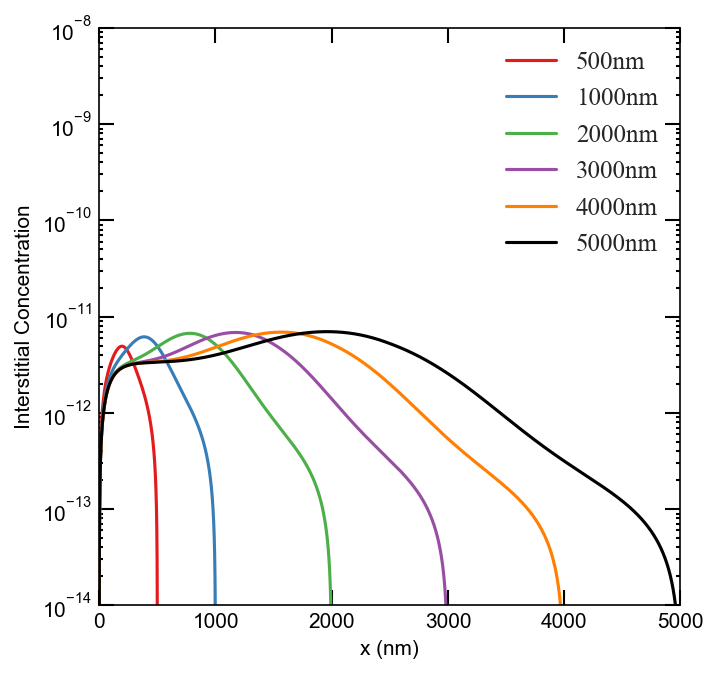 10⁻⁸
10⁻⁹
10⁻¹⁰
10⁻¹¹
10⁻¹²
10⁻¹³
10⁻¹⁴
Interstitial Concentration
500nm
1000nm
2000nm
3000nm
4000nm
5000nm
0 1000 2000 3000 4000 5000
x (nm)